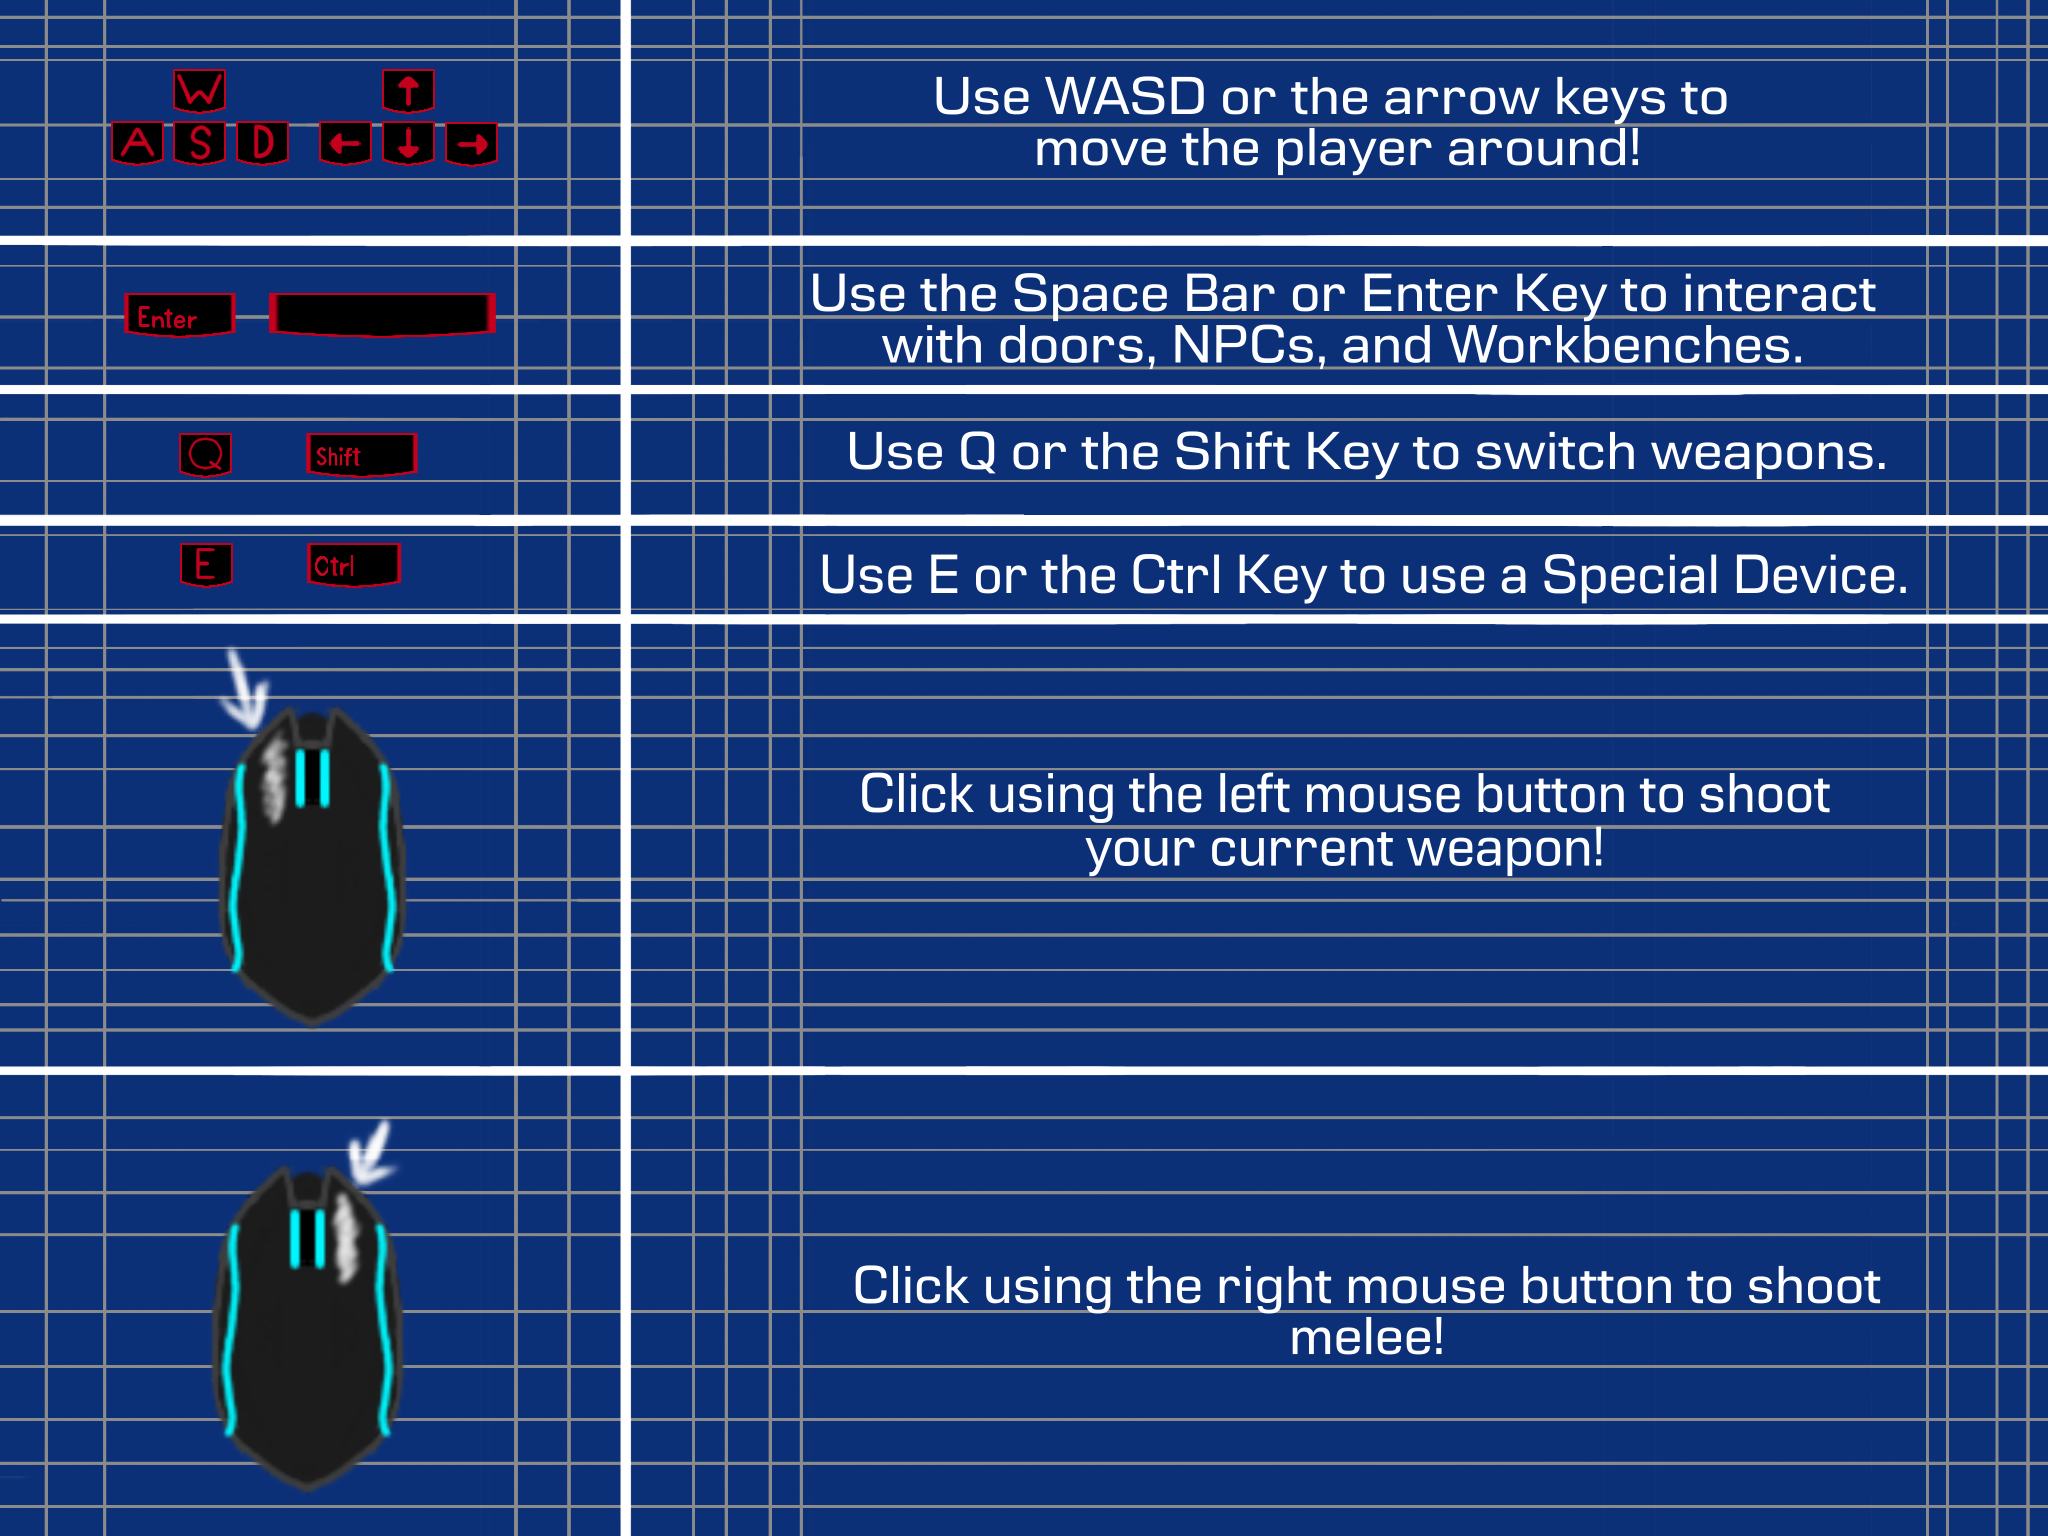 W ↑
A S D ← ↓ →
Use WASD or the arrow keys to
move the player around!
Enter
Use the Space Bar or Enter Key to interact
with doors, NPCs, and Workbenches.
Q Shift
Use Q or the Shift Key to switch weapons.
E Ctrl
Use E or the Ctrl Key to use a Special Device.
Click using the left mouse button to shoot
your current weapon!
Click using the right mouse button to shoot
melee!